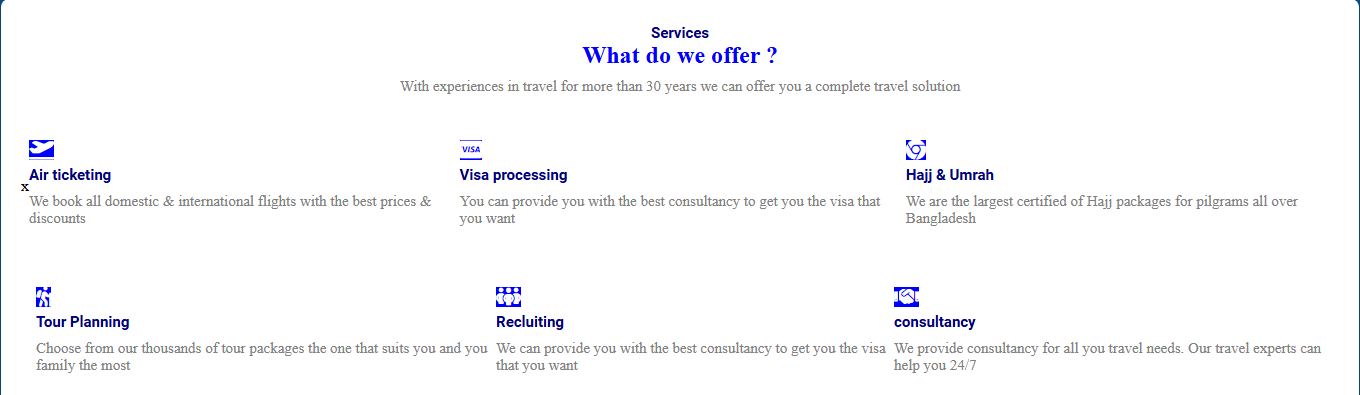 Services
What do we offer ?
With experiences in travel for more than 30 years we can offer you a complete travel solution
VISA
Air ticketing
Visa processing
Hajj & Umrah
x
We book all domestic & international flights with the best prices &
discounts
You can provide you with the best consultancy to get you the visa that
you want
We are the largest certified of Hajj packages for pilgrams all over
Bangladesh
Tour Planning
Recluiting
consultancy
Choose from our thousands of tour packages the one that suits you and you
family the most
We can provide you with the best consultancy to get you the visa
that you want
We provide consultancy for all you travel needs. Our travel experts can
help you 24/7